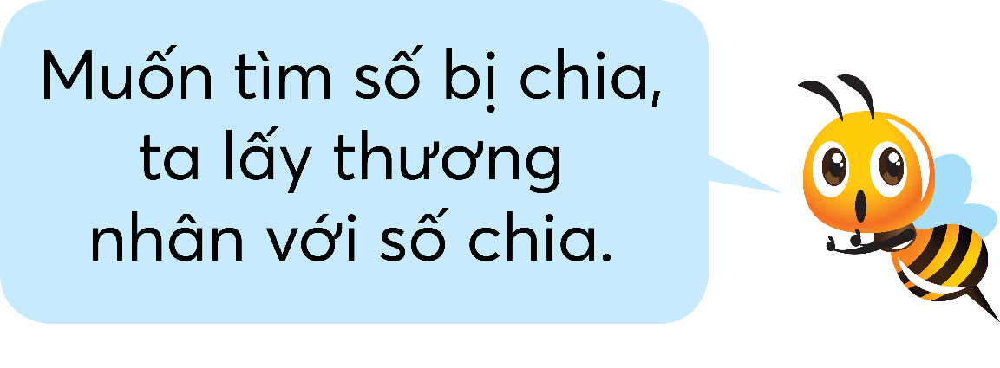 Muốn tìm số bị chia,
ta lấy thương
nhân với số chia.